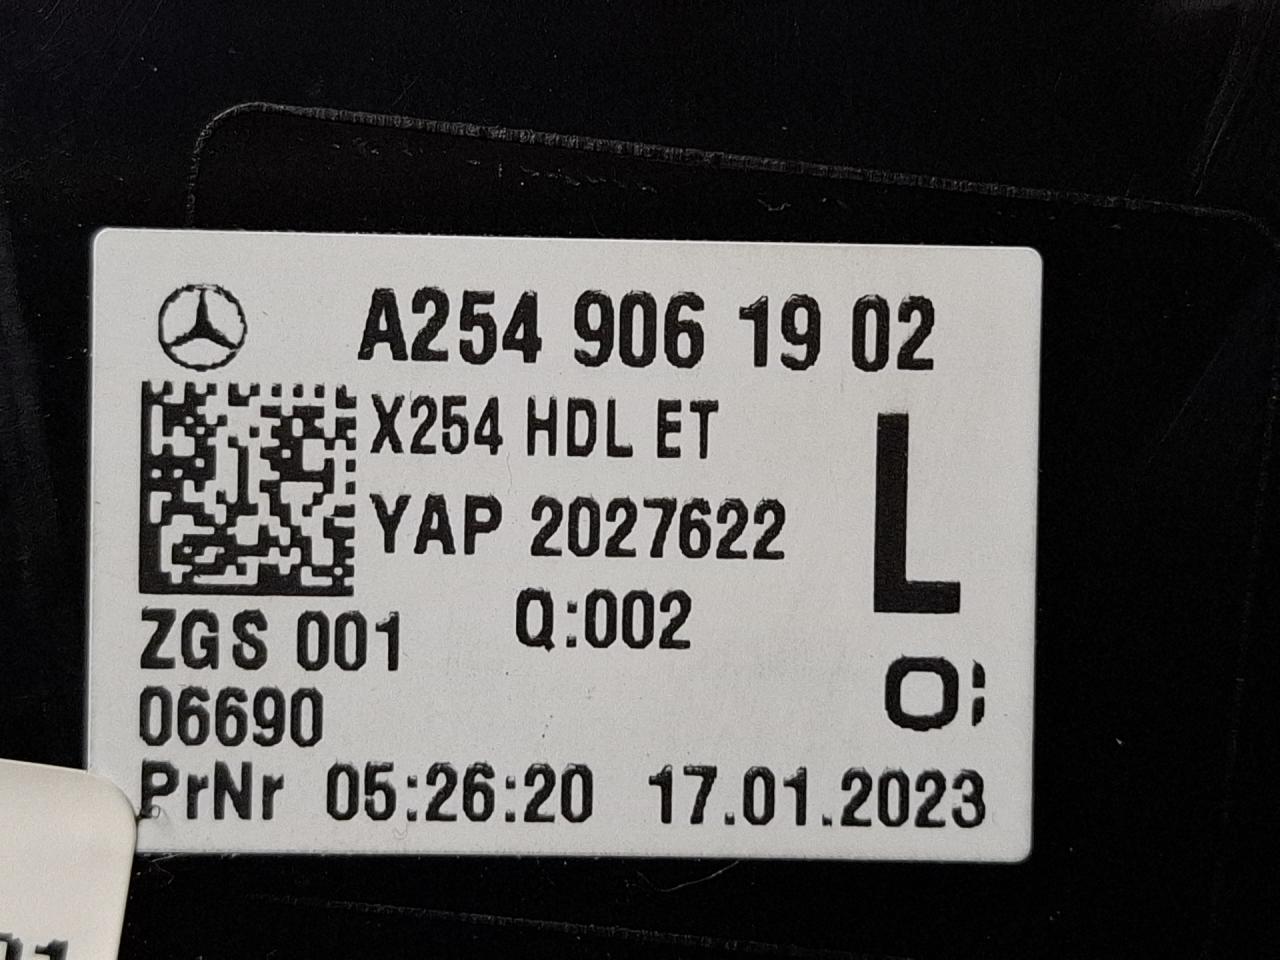 A254 906 19 02
X254 HDL ET
L
YAP 2027622
Q:002
ZGS 001
06690
O:
PrNr 05:26:20 17.01.2023